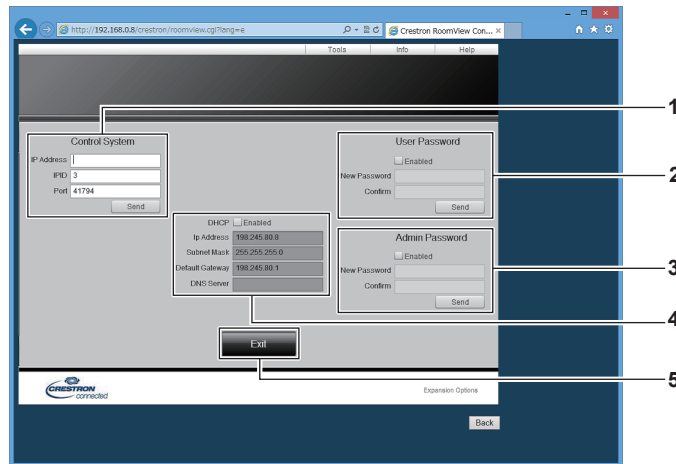 http://192.168.0.8/crestron/roomview.cgi?lang=e
Crestron RoomView Con... ×
Tools Info Help
1
Control System
IP Address
IPID 3
Port 41794
Send
User Password
Enabled
New Password
Confirm
Send
2
DHCP Enabled
Ip Address 198.245.80.8
Subnet Mask 255.255.255.0
Default Gateway 198.245.80.1
DNS Server
Admin Password
Enabled
New Password
Confirm
Send
3
4
Exit
5
CRESTRON
connected
Expansion Options
Back